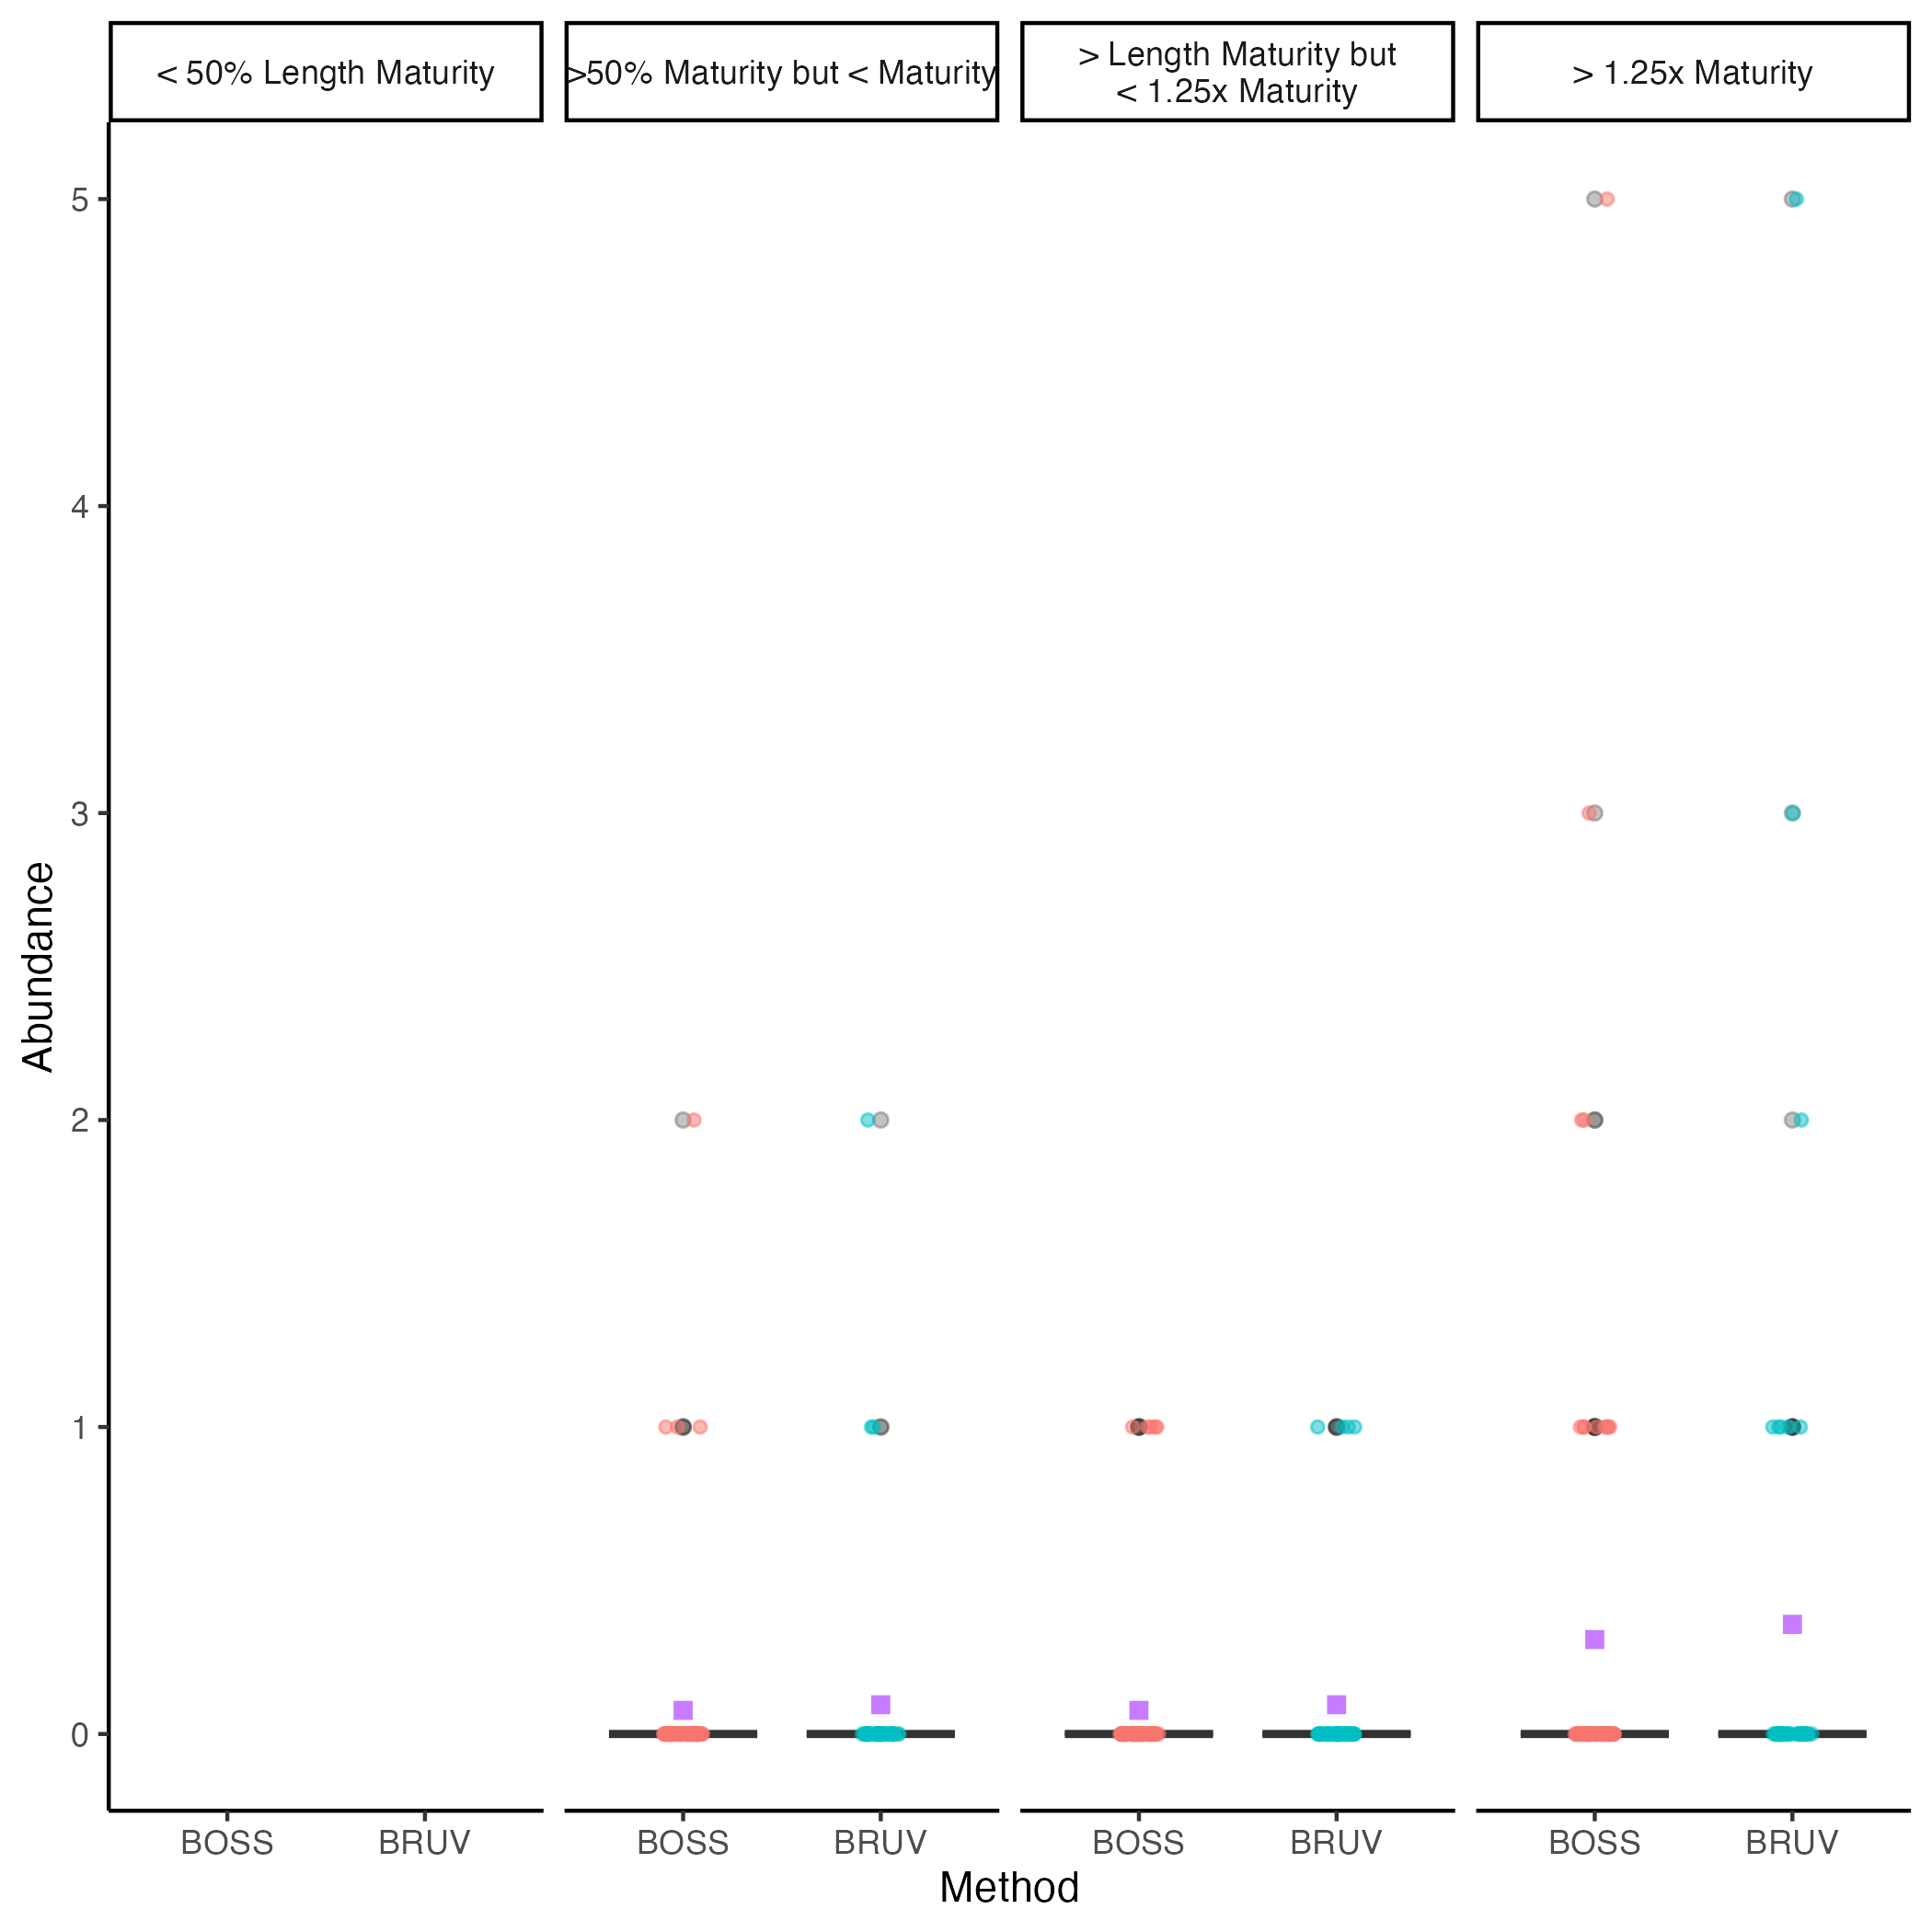 < 50% Length Maturity
>50% Maturity but < Maturity
> Length Maturity but
< 1.25x Maturity
> 1.25x Maturity
Abundance
5
4
3
2
1
0
BOSS BRUV BOSS BRUV BOSS BRUV BOSS BRUV
Method